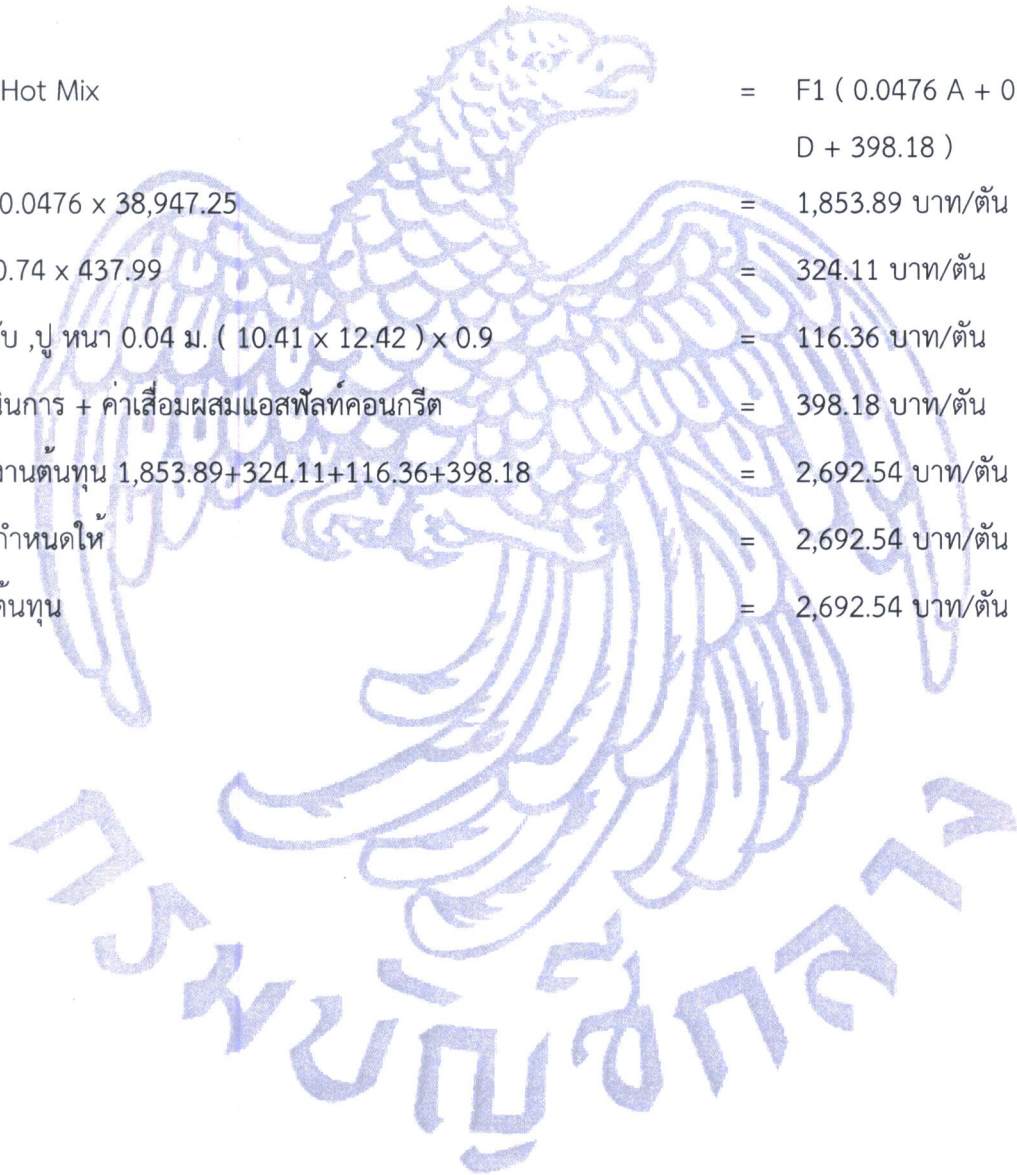 Hot Mix = F1 ( 0.0476 A + 0
D + 398.18 )
0.0476 x 38,947.25 = 1,853.89 บาท/ตัน
0.74 x 437.99 = 324.11 บาท/ตัน
,ปู หนา 0.04 ม. ( 10.41 x 12.42 ) x 0.9 = 116.36 บาท/ตัน
นินการ + ค่าเสื่อมผสมแอสฟัลท์คอนกรีต = 398.18 บาท/ตัน
งานต้นทุน 1,853.89+324.11+116.36+398.18 = 2,692.54 บาท/ตัน
กำหนดให้ = 2,692.54 บาท/ตัน
ต้นทุน = 2,692.54 บาท/ตัน
กรมบัญชีกลาง